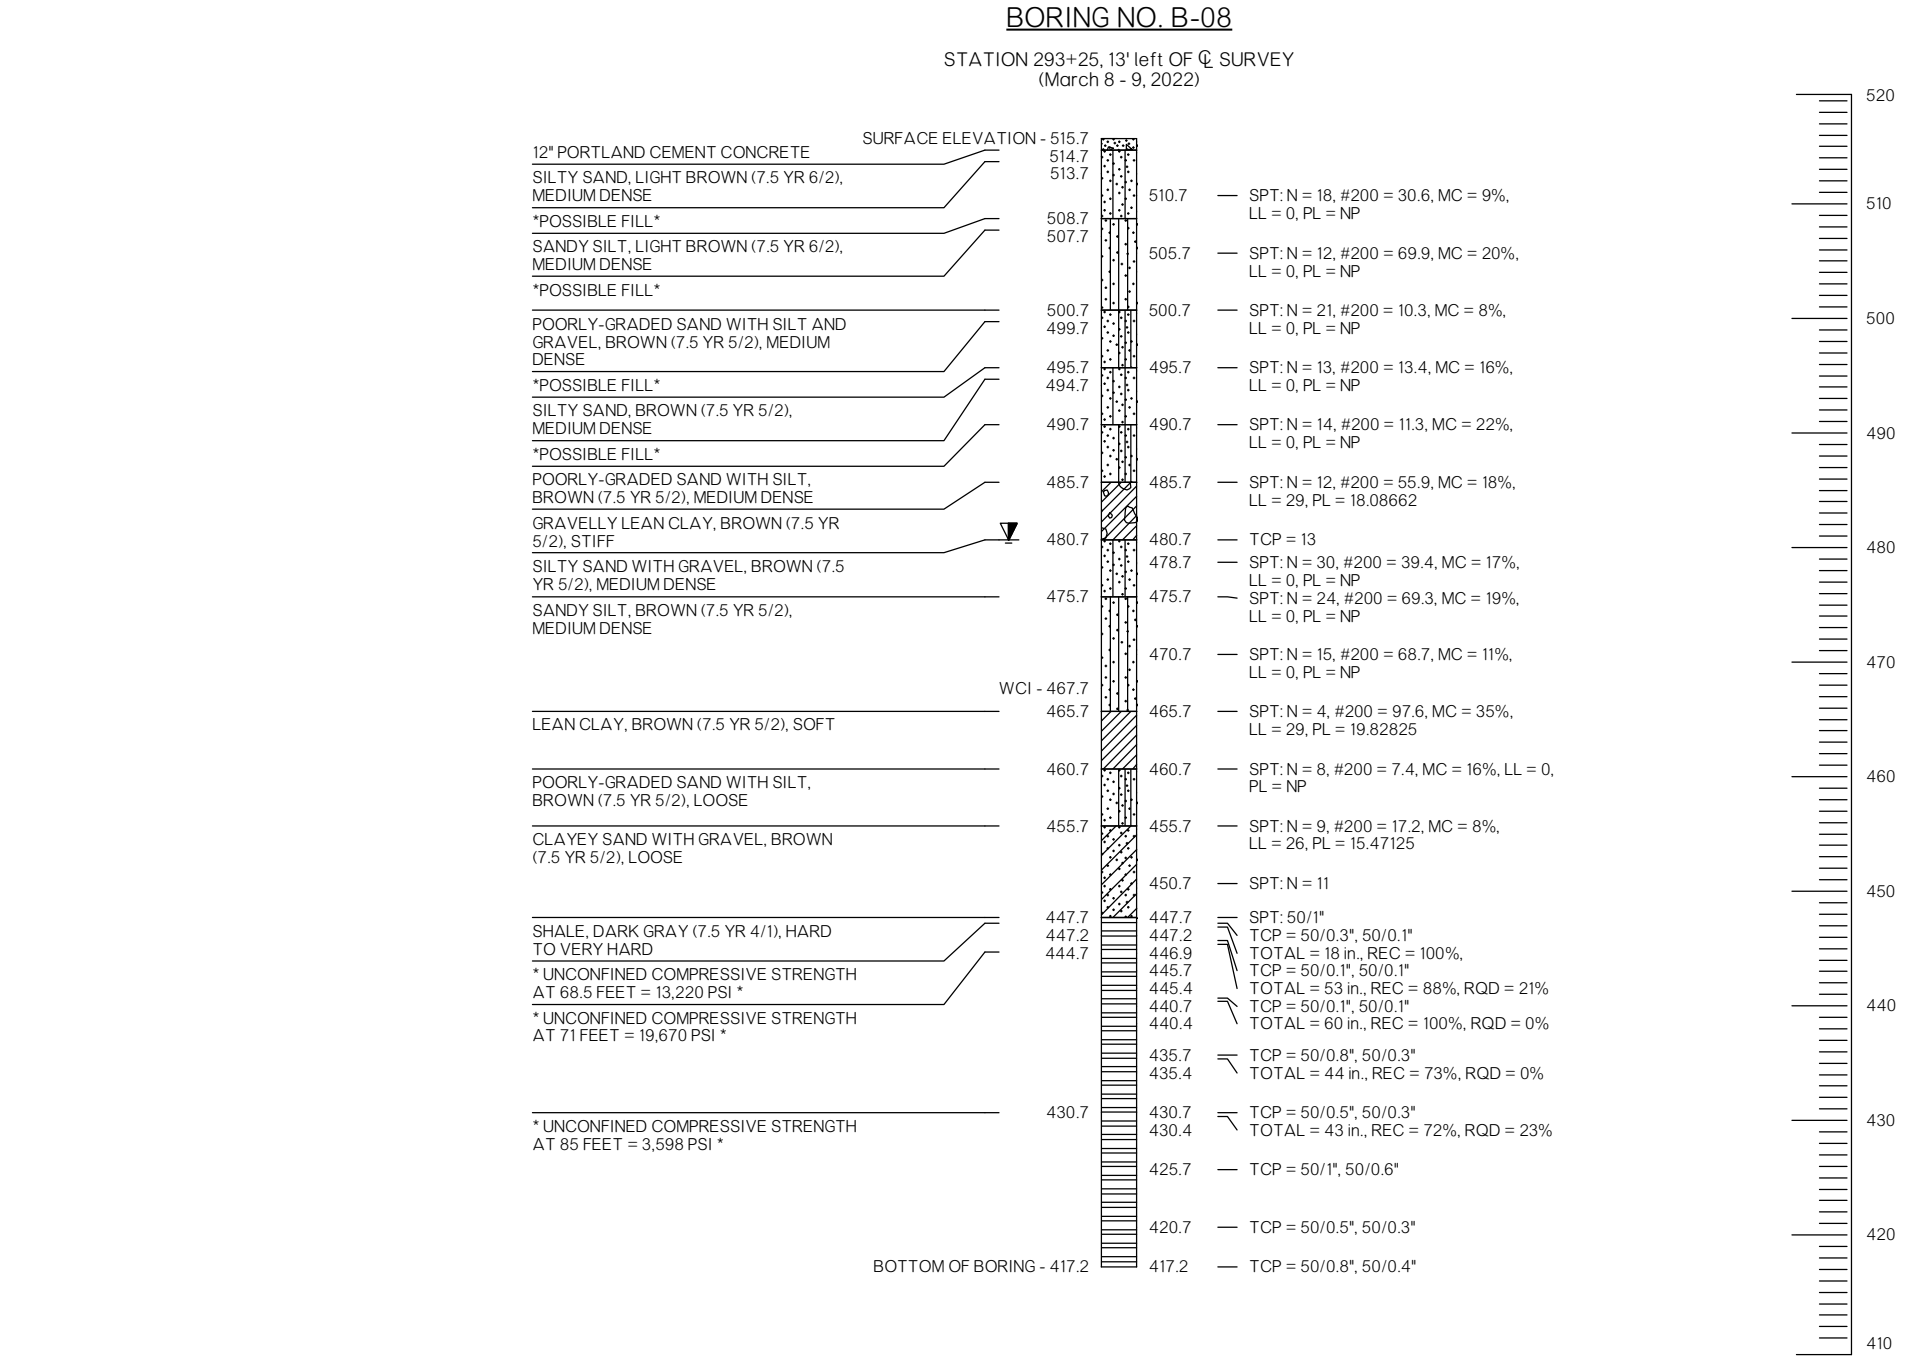 BORING NO. B-08
STATION 293+25, 13' left OF ℄ SURVEY
(March 8 - 9, 2022)
SURFACE ELEVATION - 515.7
12" PORTLAND CEMENT CONCRETE
SILTY SAND, LIGHT BROWN (7.5 YR 6/2),
MEDIUM DENSE
*POSSIBLE FILL*
SANDY SILT, LIGHT BROWN (7.5 YR 6/2),
MEDIUM DENSE
*POSSIBLE FILL*
POORLY-GRADED SAND WITH SILT AND
GRAVEL, BROWN (7.5 YR 5/2), MEDIUM
DENSE
*POSSIBLE FILL*
SILTY SAND, BROWN (7.5 YR 5/2),
MEDIUM DENSE
*POSSIBLE FILL*
POORLY-GRADED SAND WITH SILT,
BROWN (7.5 YR 5/2), MEDIUM DENSE
GRAVELLY LEAN CLAY, BROWN (7.5 YR
5/2), STIFF
SILTY SAND WITH GRAVEL, BROWN (7.5
YR 5/2), MEDIUM DENSE
SANDY SILT, BROWN (7.5 YR 5/2),
MEDIUM DENSE
LEAN CLAY, BROWN (7.5 YR 5/2), SOFT
POORLY-GRADED SAND WITH SILT,
BROWN (7.5 YR 5/2), LOOSE
CLAYEY SAND WITH GRAVEL, BROWN
(7.5 YR 5/2), LOOSE
SHALE, DARK GRAY (7.5 YR 4/1), HARD
TO VERY HARD
* UNCONFINED COMPRESSIVE STRENGTH
AT 68.5 FEET = 13,220 PSI *
* UNCONFINED COMPRESSIVE STRENGTH
AT 71 FEET = 19,670 PSI *
* UNCONFINED COMPRESSIVE STRENGTH
AT 85 FEET = 3,598 PSI *
514.7
513.7
508.7
507.7
500.7
499.7
495.7
494.7
490.7
485.7
480.7
475.7
WCI - 467.7
465.7
460.7
455.7
447.7
447.2
444.7
430.7
BOTTOM OF BORING - 417.2
510.7 SPT: N = 18, #200 = 30.6, MC = 9%,
LL = 0, PL = NP
505.7 SPT: N = 12, #200 = 69.9, MC = 20%,
LL = 0, PL = NP
500.7 SPT: N = 21, #200 = 10.3, MC = 8%,
LL = 0, PL = NP
495.7 SPT: N = 13, #200 = 13.4, MC = 16%,
LL = 0, PL = NP
490.7 SPT: N = 14, #200 = 11.3, MC = 22%,
LL = 0, PL = NP
485.7 SPT: N = 12, #200 = 55.9, MC = 18%,
LL = 29, PL = 18.08662
480.7 TCP = 13
478.7 SPT: N = 30, #200 = 39.4, MC = 17%,
LL = 0, PL = NP
475.7 SPT: N = 24, #200 = 69.3, MC = 19%,
LL = 0, PL = NP
470.7 SPT: N = 15, #200 = 68.7, MC = 11%,
LL = 0, PL = NP
465.7 SPT: N = 4, #200 = 97.6, MC = 35%,
LL = 29, PL = 19.82825
460.7 SPT: N = 8, #200 = 7.4, MC = 16%, LL = 0,
PL = NP
455.7 SPT: N = 9, #200 = 17.2, MC = 8%,
LL = 26, PL = 15.47125
450.7 SPT: N = 11
447.7 SPT: 50/1"
447.2 TCP = 50/0.3", 50/0.1"
446.9 TOTAL = 18 in., REC = 100%,
445.7 TCP = 50/0.1", 50/0.1"
445.4 TOTAL = 53 in., REC = 88%, RQD = 21%
440.7 TCP = 50/0.1", 50/0.1"
440.4 TOTAL = 60 in., REC = 100%, RQD = 0%
435.7 TCP = 50/0.8", 50/0.3"
435.4 TOTAL = 44 in., REC = 73%, RQD = 0%
430.7 TCP = 50/0.5", 50/0.3"
430.4 TOTAL = 43 in., REC = 72%, RQD = 23%
425.7 TCP = 50/1", 50/0.6"
420.7 TCP = 50/0.5", 50/0.3"
417.2 TCP = 50/0.8", 50/0.4"
520
510
500
490
480
470
460
450
440
430
420
410